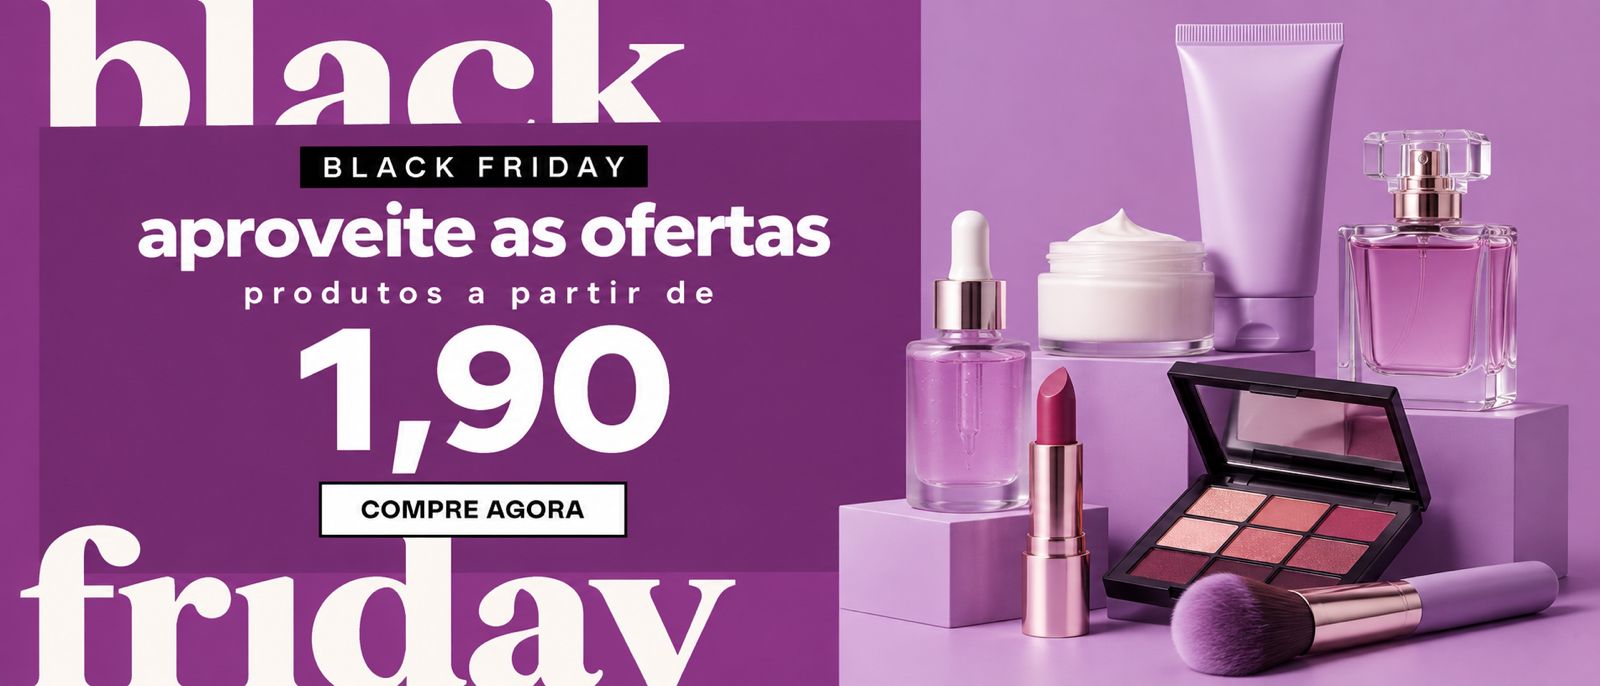 black
BLACK FRIDAY
aproveite as ofertas
produtos a partir de
1,90
COMPRE AGORA
friday